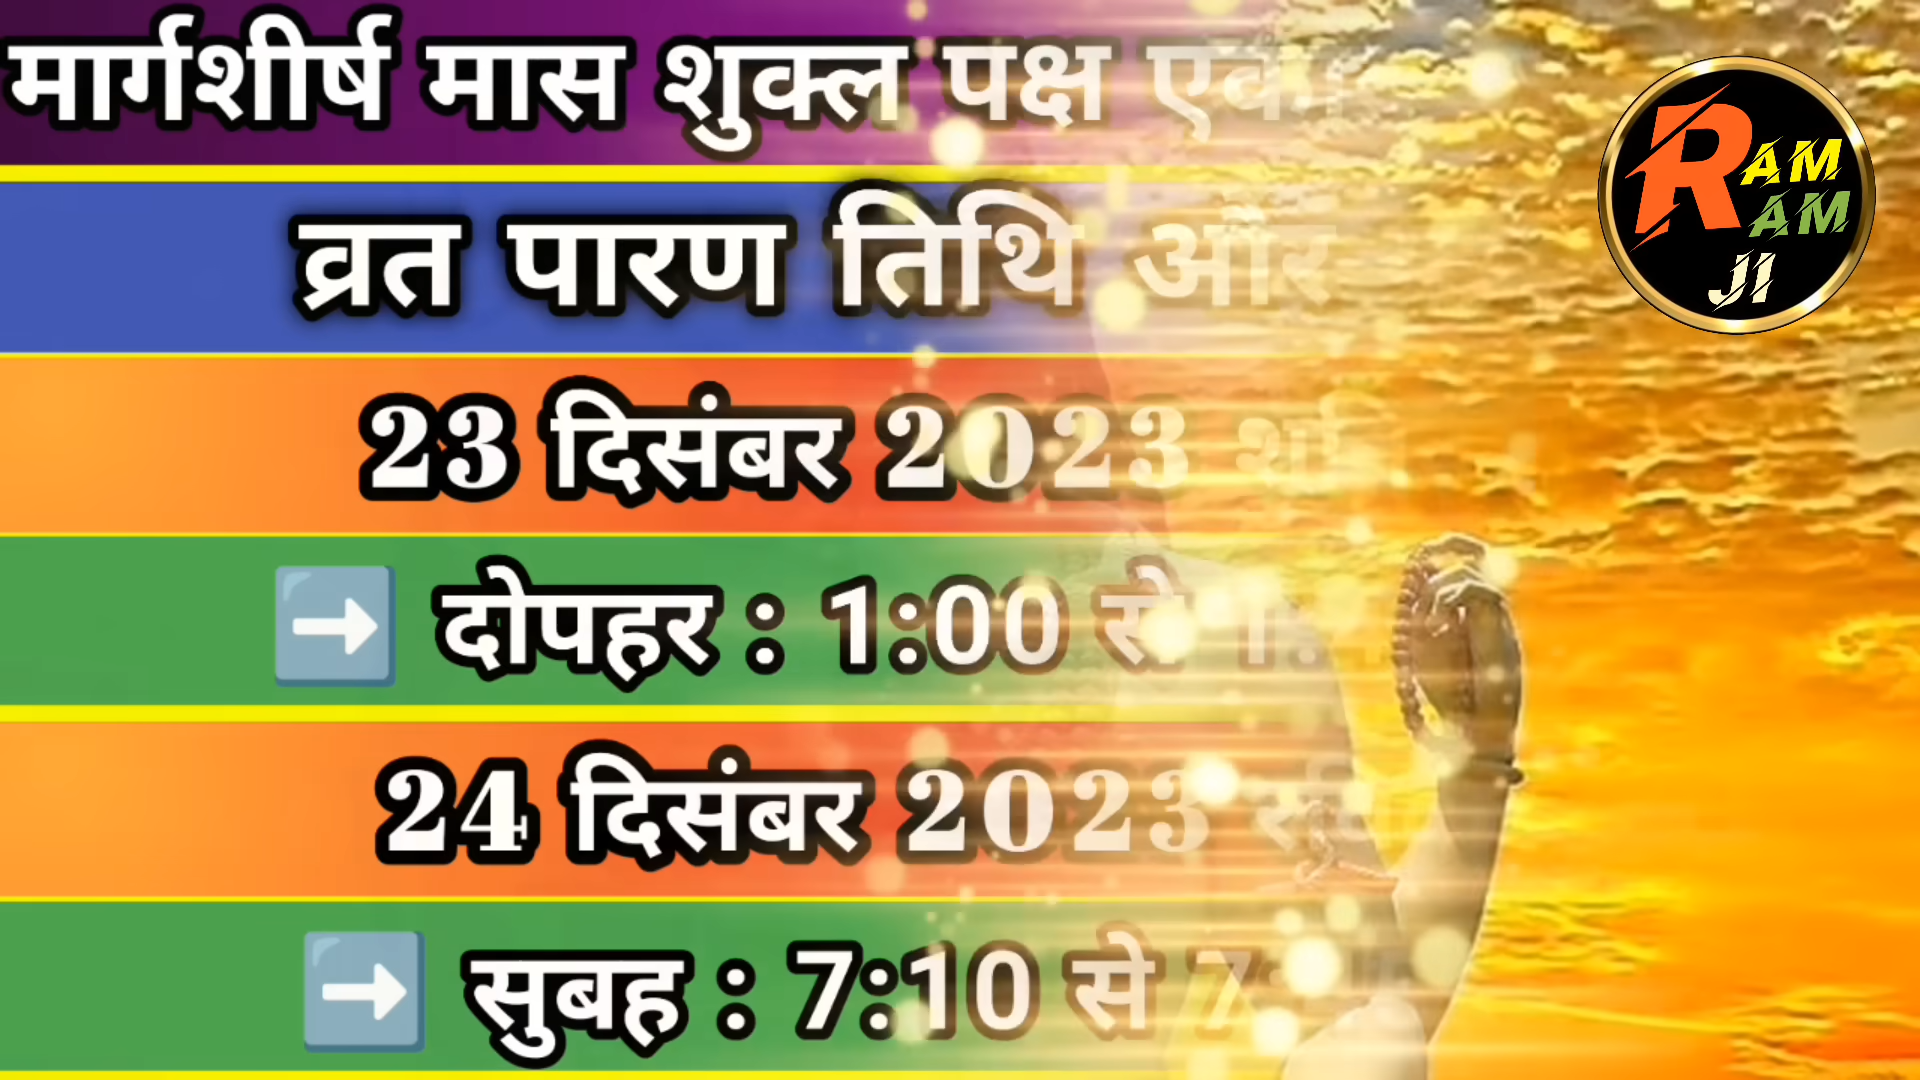 मार्गशीर्ष मास शुक्ल पक्ष
व्रत पारण तिथि और
23 दिसंबर 2023
➡ दोपहर : 1:00 से
24 दिसंबर 2023
➡ सुबह : 7:10 से
RAM
RAM
JI